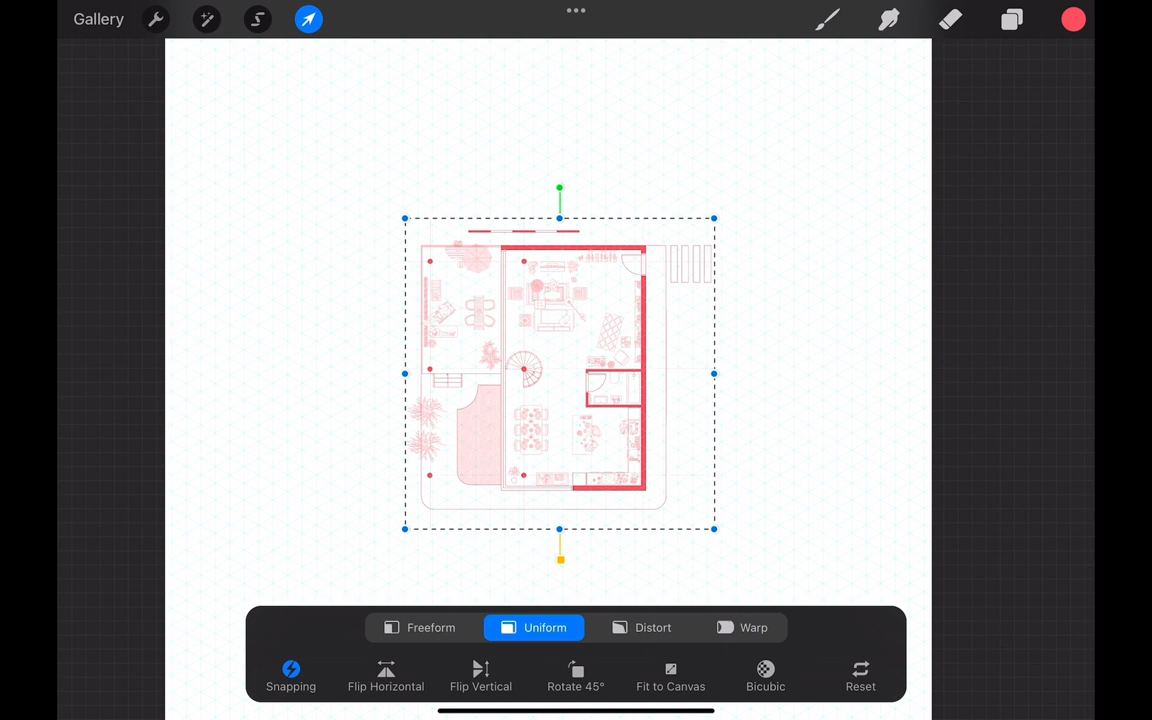 Gallery
Freeform Uniform Distort Warp
Snapping Flip Horizontal Flip Vertical Rotate 45° Fit to Canvas Bicubic Reset